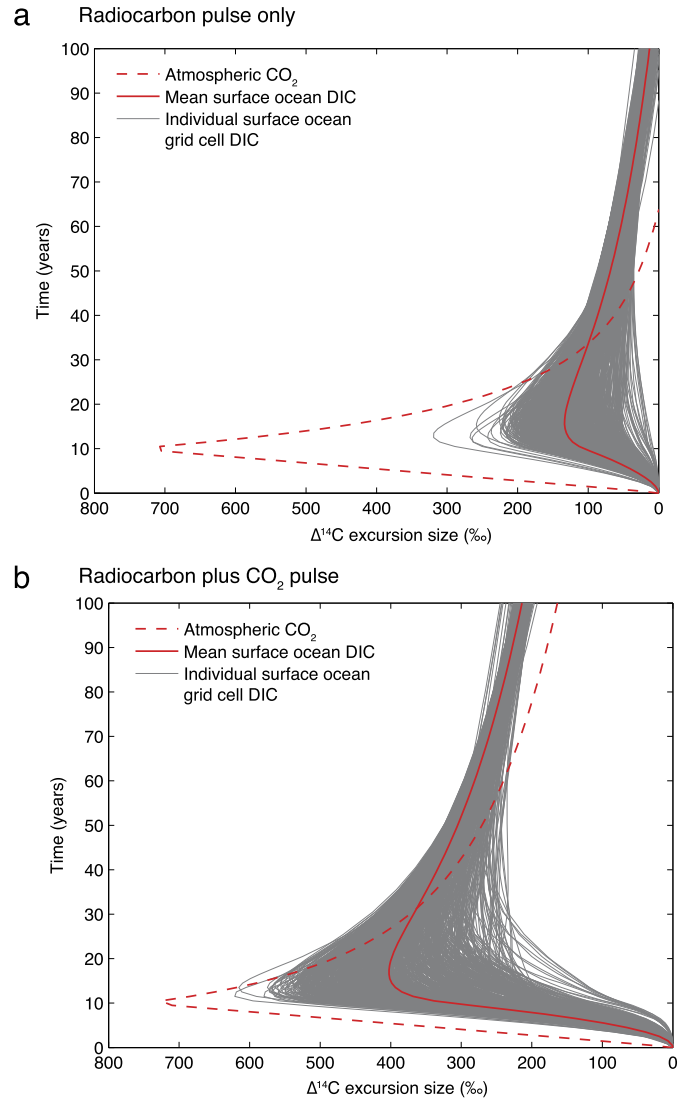 a Radiocarbon pulse only
100
90
80
70
60
50
40
30
20
10
0
Time (years)
Atmospheric CO₂
Mean surface ocean DIC
Individual surface ocean
grid cell DIC
800 700 600 500 400 300 200 100 0
Δ¹⁴C excursion size (‰)
b Radiocarbon plus CO₂ pulse
100
90
80
70
60
50
40
30
20
10
0
Time (years)
Atmospheric CO₂
Mean surface ocean DIC
Individual surface ocean
grid cell DIC
800 700 600 500 400 300 200 100 0
Δ¹⁴C excursion size (‰)